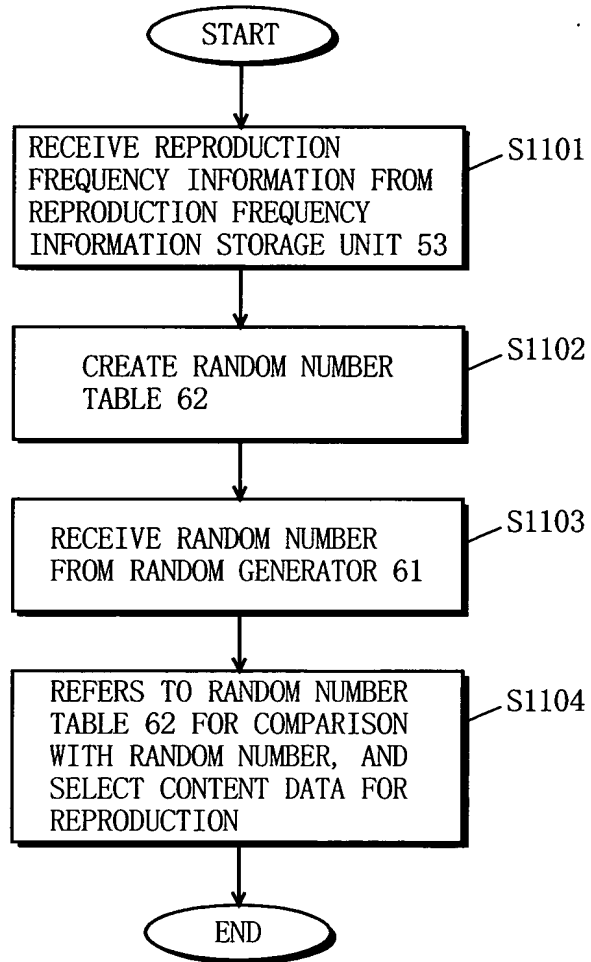 START
RECEIVE REPRODUCTION
FREQUENCY INFORMATION FROM
REPRODUCTION FREQUENCY
INFORMATION STORAGE UNIT 53
S1101
CREATE RANDOM NUMBER
TABLE 62
S1102
RECEIVE RANDOM NUMBER
FROM RANDOM GENERATOR 61
S1103
REFERS TO RANDOM NUMBER
TABLE 62 FOR COMPARISON
WITH RANDOM NUMBER, AND
SELECT CONTENT DATA FOR
REPRODUCTION
S1104
END